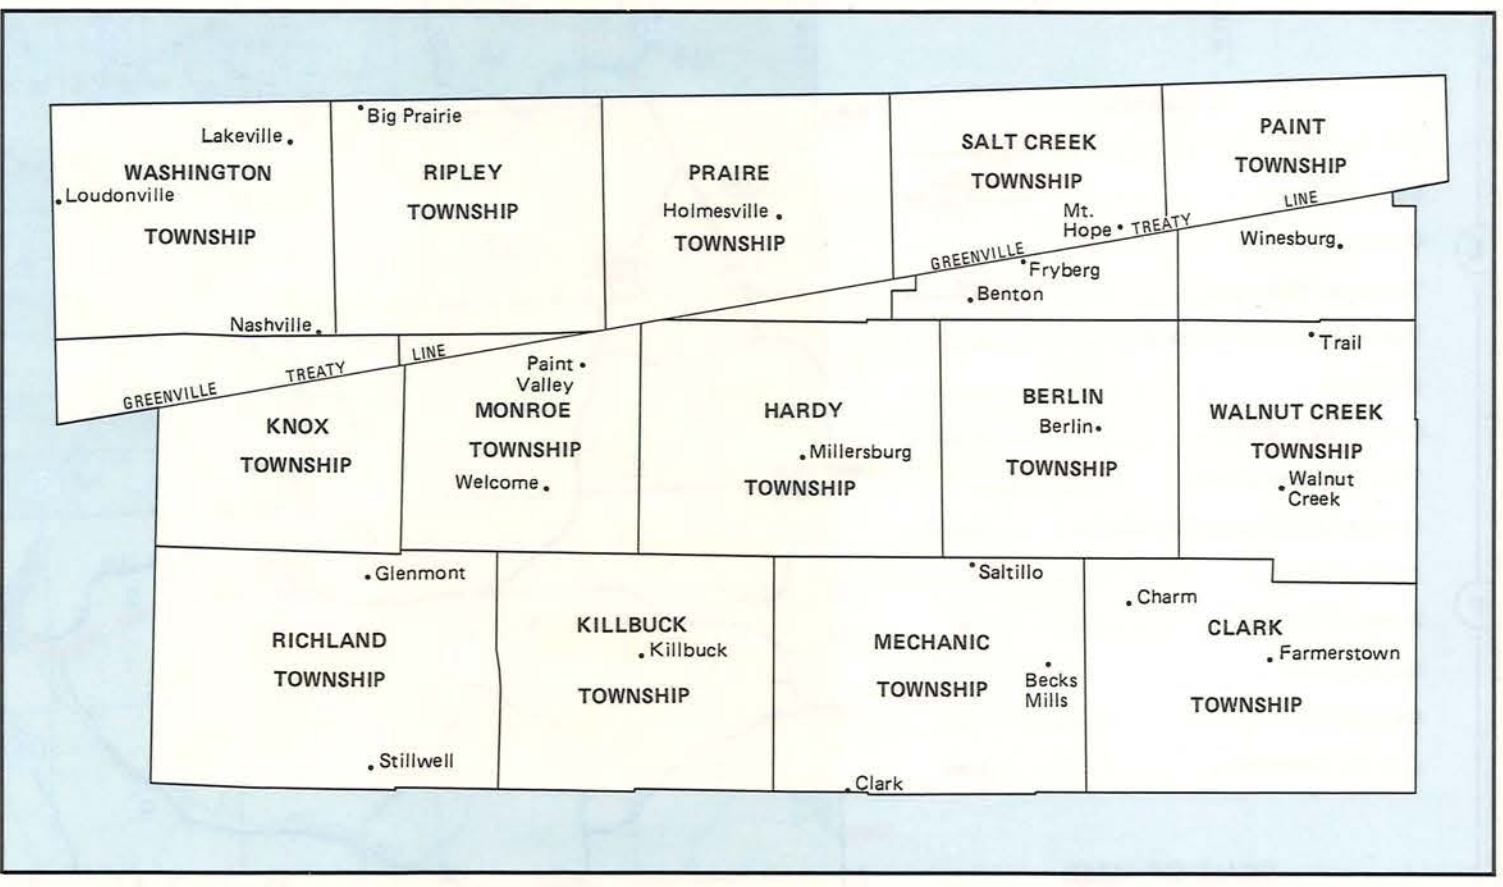 Big Prairie
Lakeville
WASHINGTON
TOWNSHIP
Loudonville
Nashville
RIPLEY
TOWNSHIP
PRAIRE
Holmesville
TOWNSHIP
SALT CREEK
TOWNSHIP
Mt.
Hope
PAINT
TOWNSHIP
GREENVILLE TREATY LINE
Winesburg
Fryberg
Benton
GREENVILLE TREATY LINE
KNOX
TOWNSHIP
Paint
Valley
MONROE
TOWNSHIP
Welcome
HARDY
Millersburg
TOWNSHIP
BERLIN
Berlin
TOWNSHIP
Trail
WALNUT CREEK
TOWNSHIP
Walnut
Creek
Glenmont
RICHLAND
TOWNSHIP
Stillwell
KILLBUCK
Killbuck
TOWNSHIP
Saltillo
MECHANIC
TOWNSHIP
Becks
Mills
Clark
Charm
CLARK
Farmerstown
TOWNSHIP